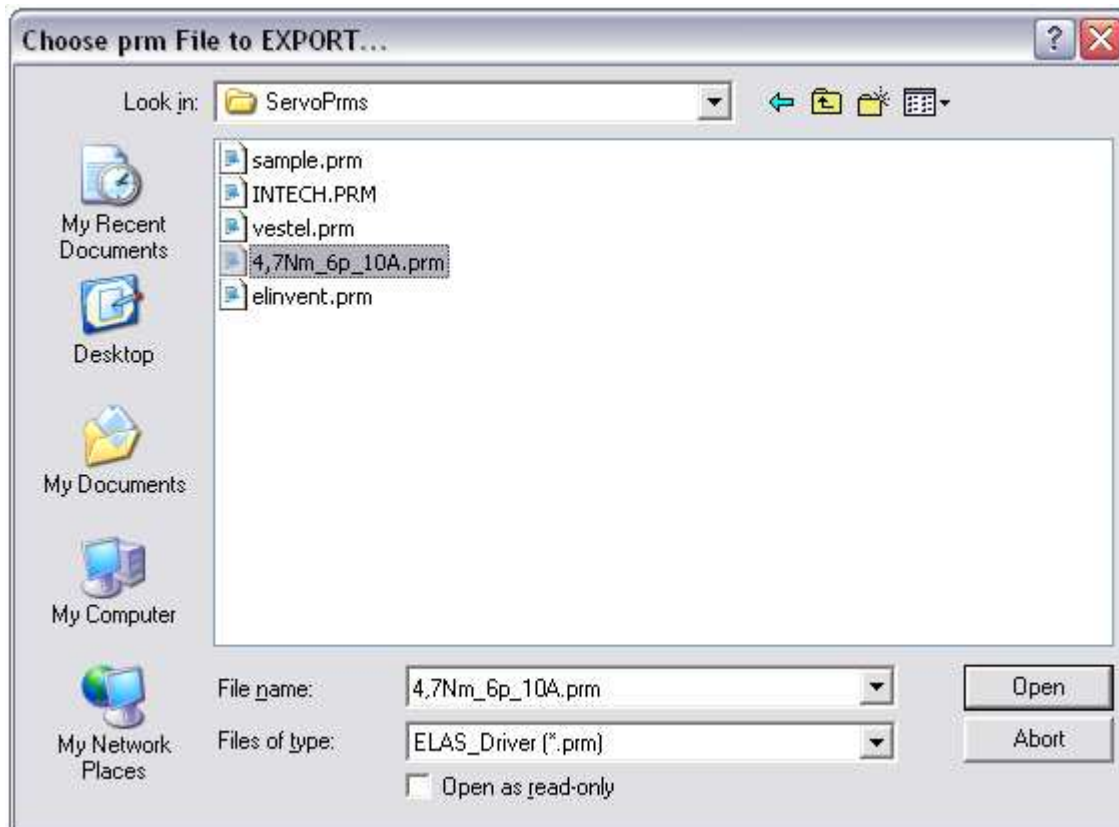 Choose prm File to EXPORT...
Look in:
ServoPrms
sample.prm
INTECH.PRM
vestel.prm
4,7Nm_6p_10A.prm
elinvent.prm
My Recent
Documents
Desktop
My Documents
My Computer
My Network
Places
File name:
4,7Nm_6p_10A.prm
Open
Files of type:
ELAS_Driver (*.prm)
Abort
Open as read-only